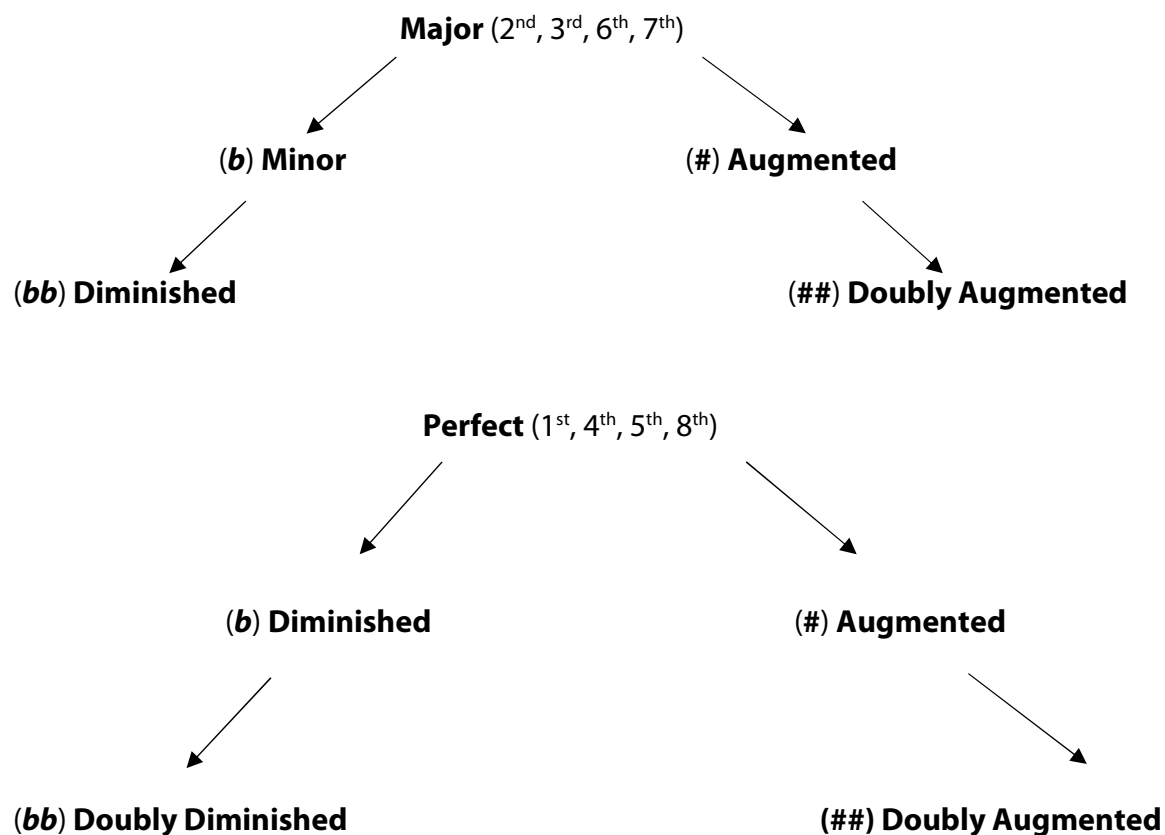 Major (2nd, 3rd, 6th, 7th)
(b) Minor (#) Augmented
(bb) Diminished (##) Doubly Augmented
Perfect (1st, 4th, 5th, 8th)
(b) Diminished (#) Augmented
(bb) Doubly Diminished (##) Doubly Augmented